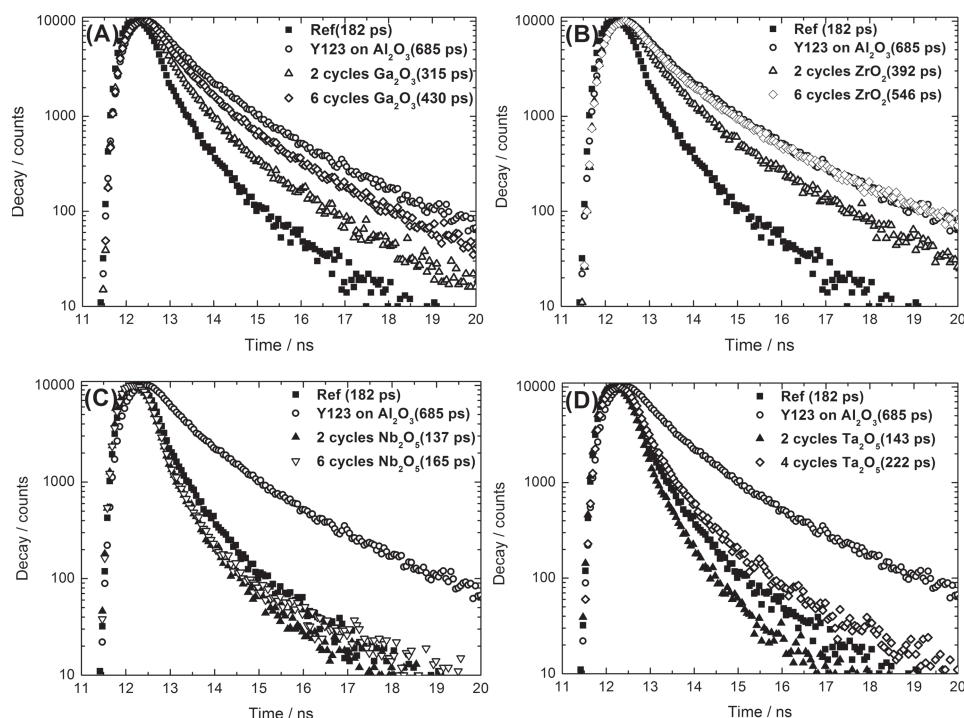 (A)
Ref(182 ps)
Y123 on Al₂O₃(685 ps)
2 cycles Ga₂O₃(315 ps)
6 cycles Ga₂O₃(430 ps)
10000
1000
100
10
Decay / counts
11 12 13 14 15 16 17 18 19 20
Time / ns
(B)
Ref (182 ps)
Y123 on Al₂O₃(685 ps)
2 cycles ZrO₂(392 ps)
6 cycles ZrO₂(546 ps)
10000
1000
100
10
Decay / counts
11 12 13 14 15 16 17 18 19 20
Time / ns
(C)
Ref (182 ps)
Y123 on Al₂O₃(685 ps)
2 cycles Nb₂O₅(137 ps)
6 cycles Nb₂O₅(165 ps)
10000
1000
100
10
Decay / counts
11 12 13 14 15 16 17 18 19 20
Time / ns
(D)
Ref (182 ps)
Y123 on Al₂O₃(685 ps)
2 cycles Ta₂O₅(143 ps)
4 cycles Ta₂O₅(222 ps)
10000
1000
100
10
Decay / counts
11 12 13 14 15 16 17 18 19 20
Time / ns